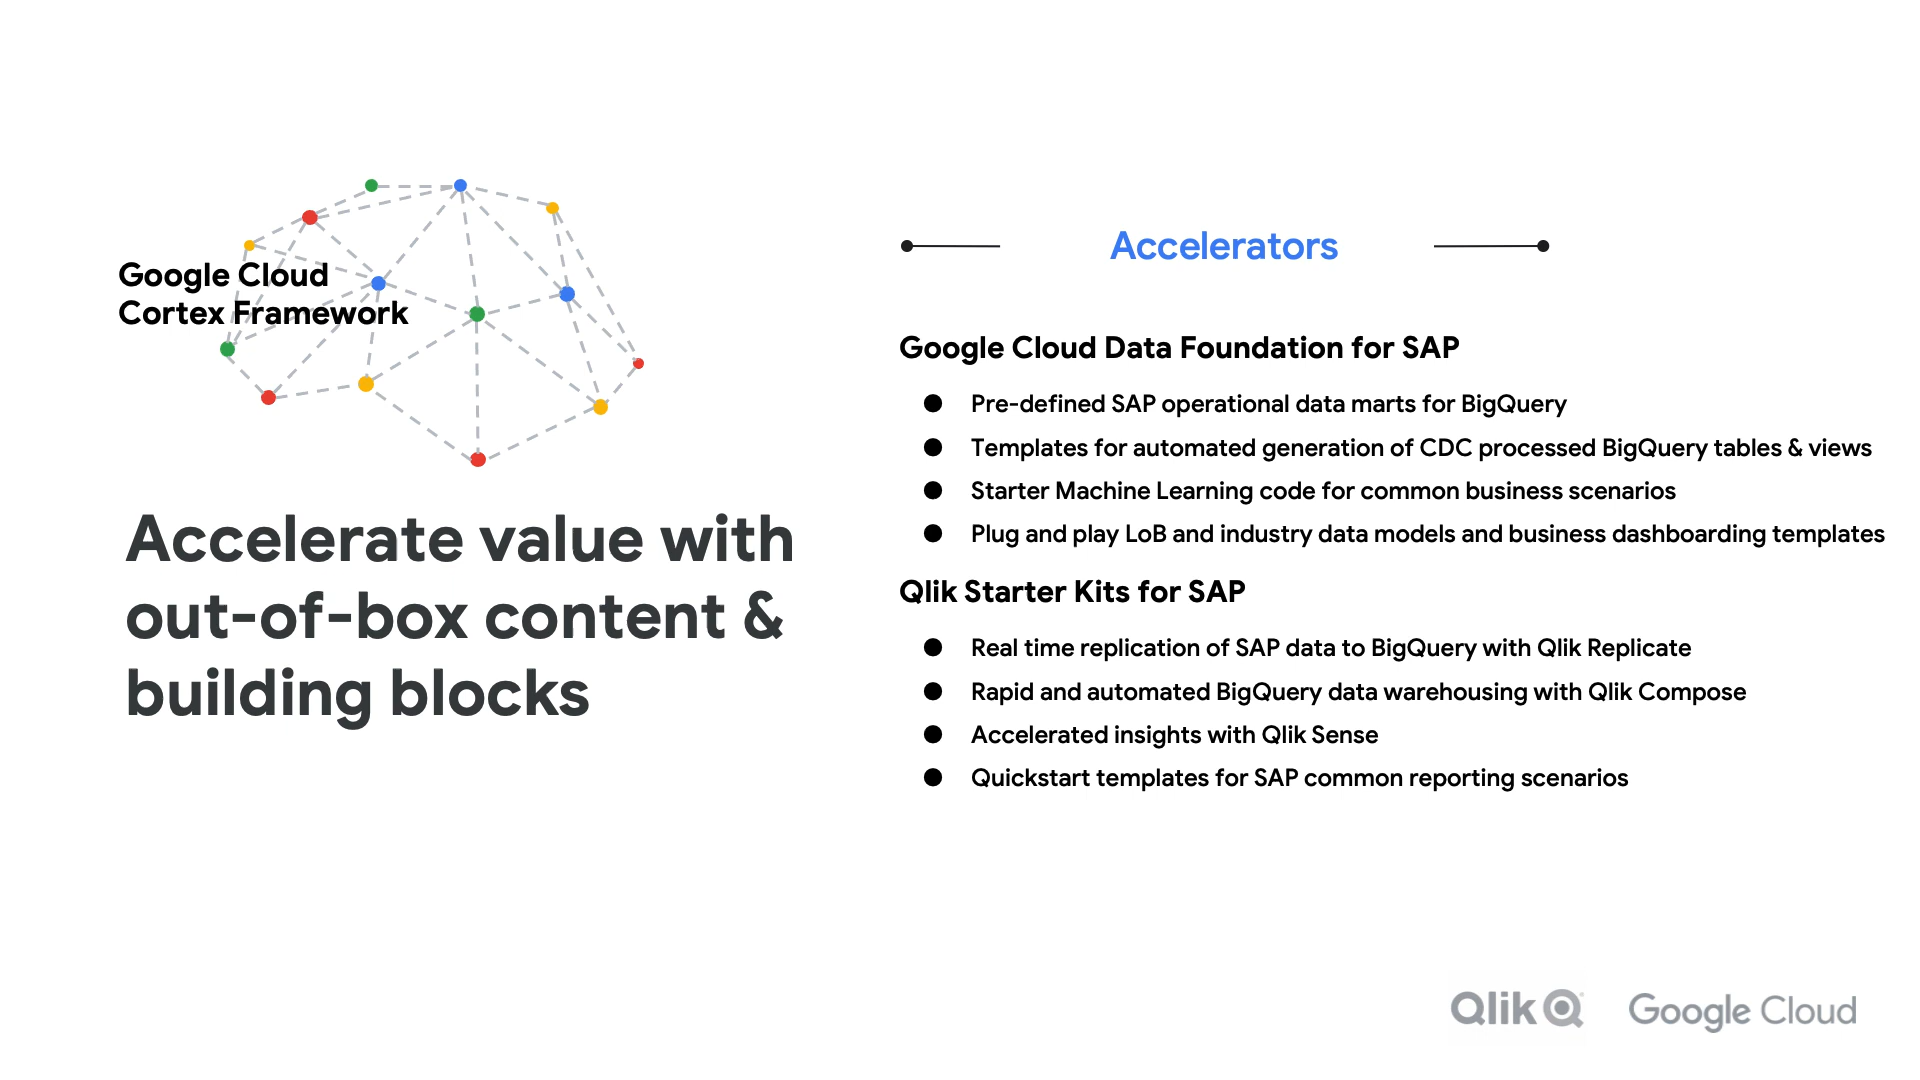 Google Cloud
Cortex Framework
Accelerate value with
out-of-box content &
building blocks
Accelerators
Google Cloud Data Foundation for SAP
● Pre-defined SAP operational data marts for BigQuery
● Templates for automated generation of CDC processed BigQuery tables & views
● Starter Machine Learning code for common business scenarios
● Plug and play LoB and industry data models and business dashboarding templates
Qlik Starter Kits for SAP
● Real time replication of SAP data to BigQuery with Qlik Replicate
● Rapid and automated BigQuery data warehousing with Qlik Compose
● Accelerated insights with Qlik Sense
● Quickstart templates for SAP common reporting scenarios
Qlik Google Cloud